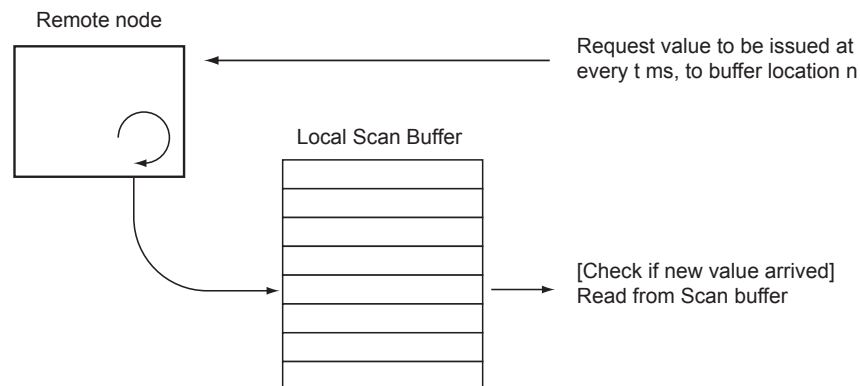 Remote node
Request value to be issued at
every t ms, to buffer location n
Local Scan Buffer
[Check if new value arrived]
Read from Scan buffer